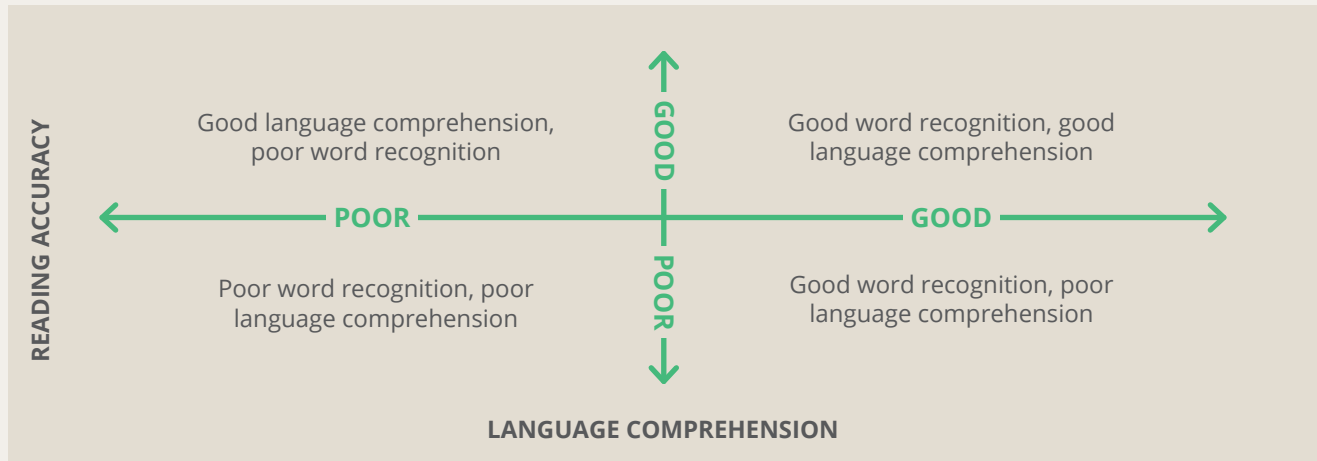 GOOD
Good language comprehension,
poor word recognition
Good word recognition, good
language comprehension
READING ACCURACY
POOR
GOOD
POOR
Poor word recognition, poor
language comprehension
Good word recognition, poor
language comprehension
LANGUAGE COMPREHENSION